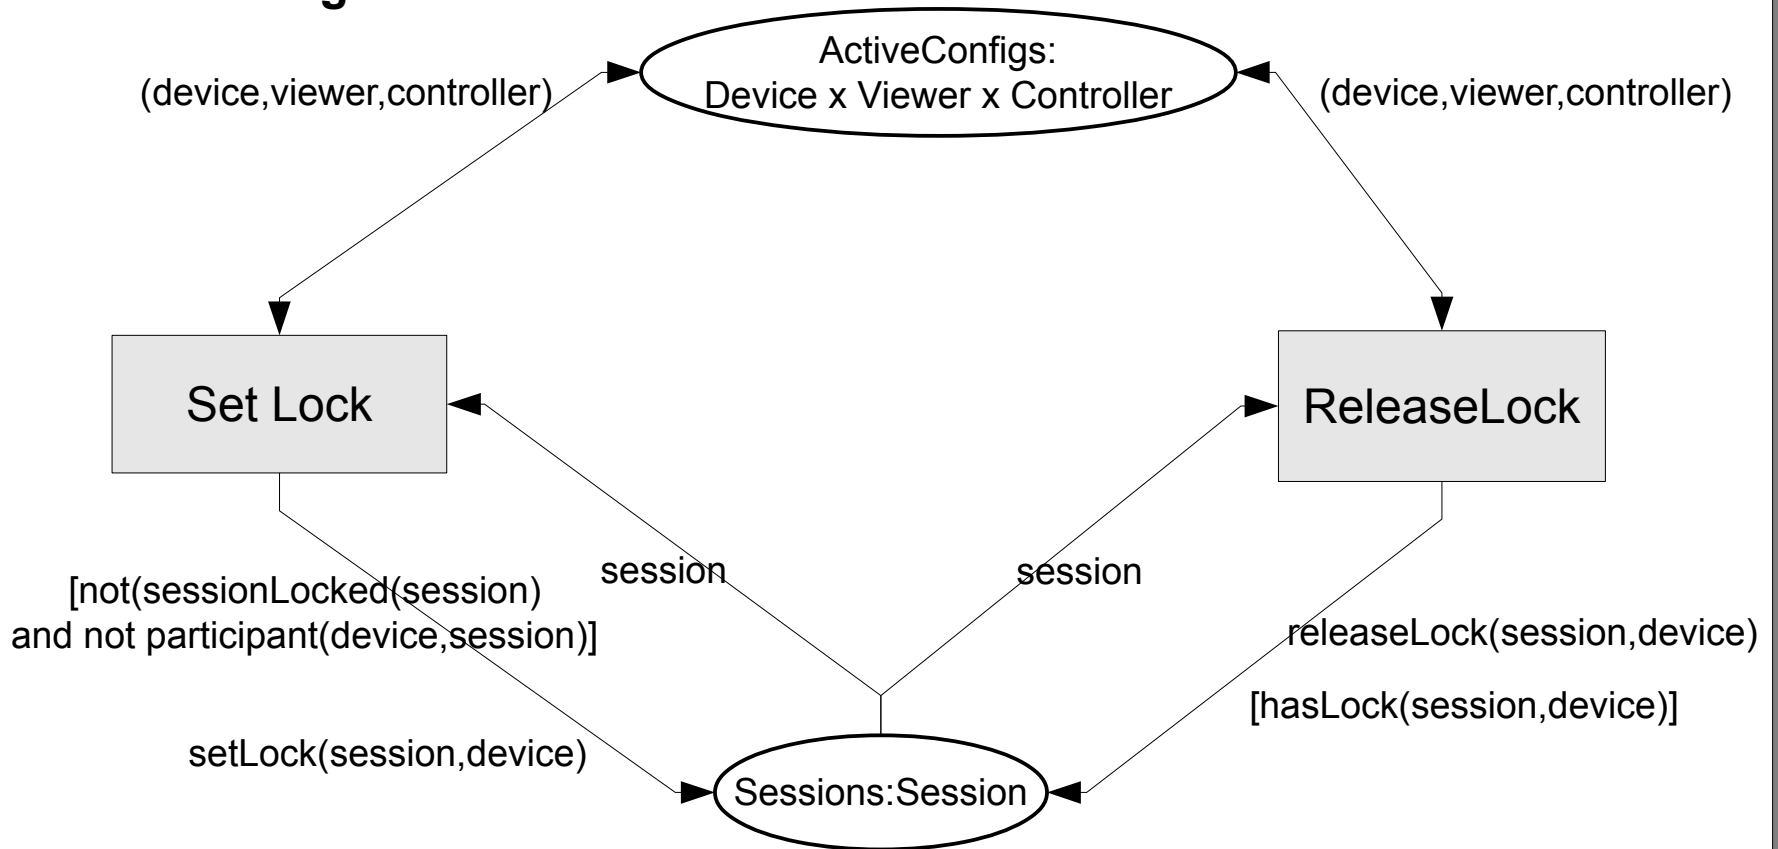 ActiveConfigs:
Device x Viewer x Controller
(device,viewer,controller)
(device,viewer,controller)
Set Lock
ReleaseLock
session
session
[not(sessionLocked(session)
and not participant(device,session)]
releaseLock(session,device)
[hasLock(session,device)]
setLock(session,device)
Sessions:Session